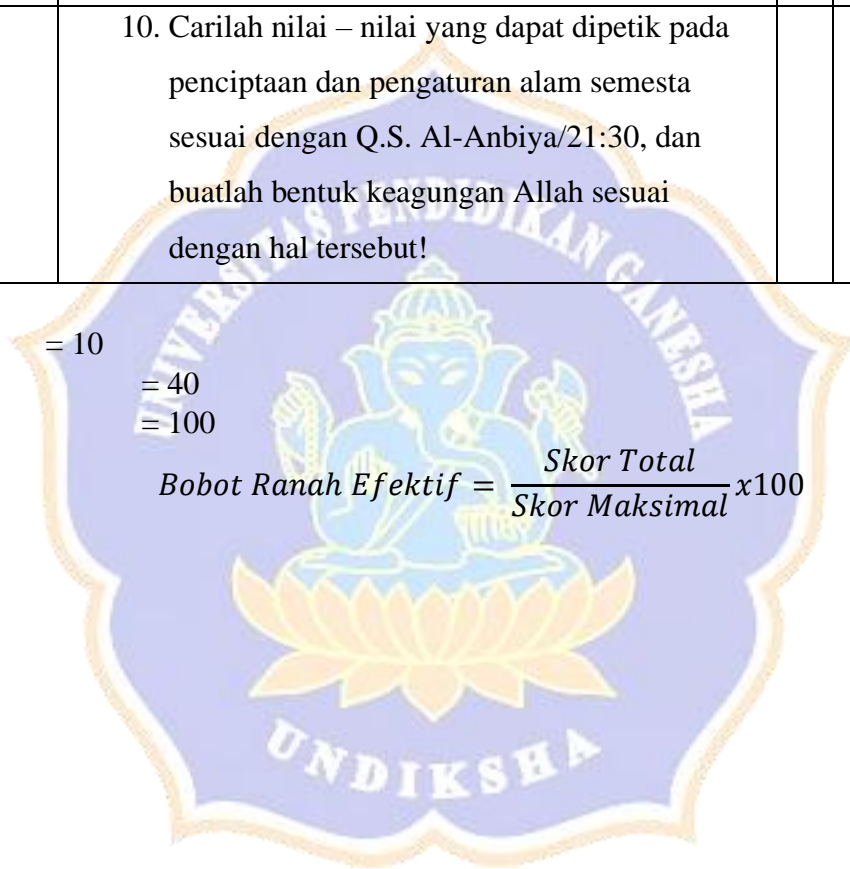 10. Carilah nilai – nilai yang dapat dipetik pada
penciptaan dan pengaturan alam semesta
sesuai dengan Q.S. Al-Anbiya/21:30, dan
buatlah bentuk keagungan Allah sesuai
dengan hal tersebut!
= 10
= 40
= 100
Bobot Ranah Efektif = Skor Total / Skor Maksimal x100
UNIVERSITAS PENDIDIKAN GANESHA
UNDIKSHA